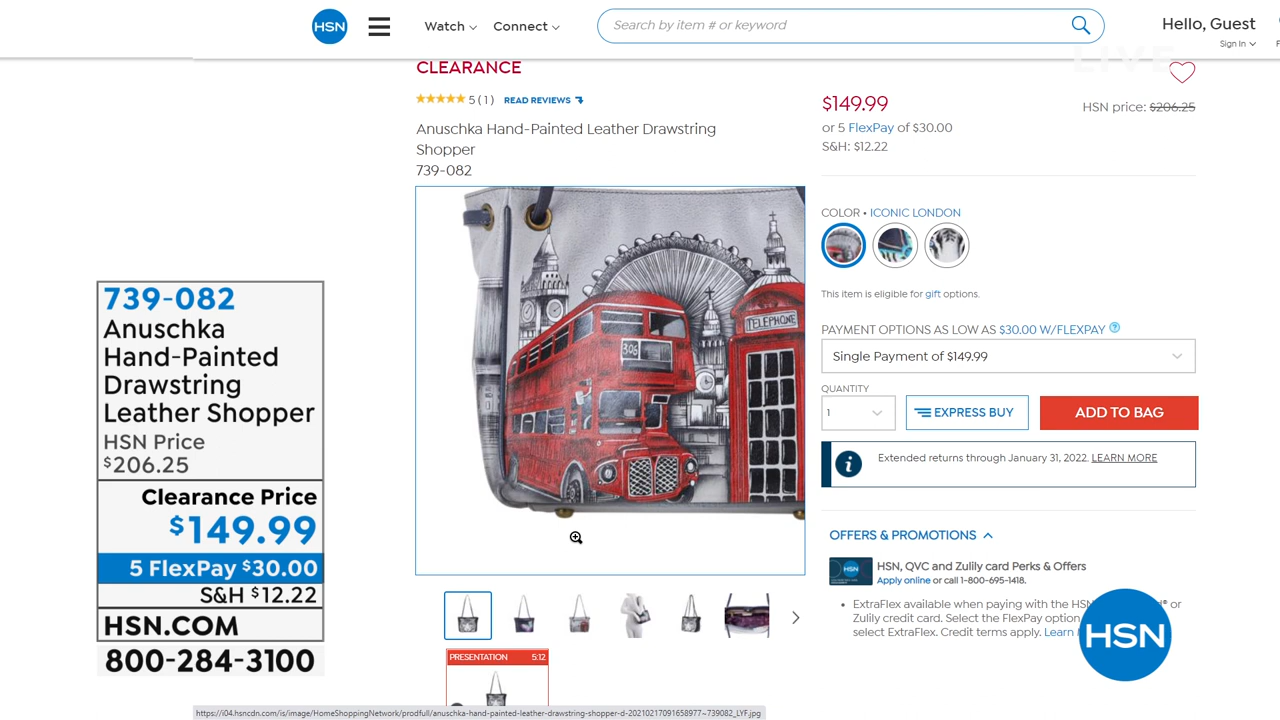 HSN
Watch
Connect
Search by item # or keyword
Hello, Guest
Sign In
LIVE
CLEARANCE
5 ( 1 ) READ REVIEWS
Anuschka Hand-Painted Leather Drawstring
Shopper
739-082
$149.99
HSN price: $206.25
or 5 FlexPay of $30.00
S&H: $12.22
COLOR • ICONIC LONDON
This item is eligible for gift options.
PAYMENT OPTIONS AS LOW AS $30.00 W/FLEXPAY ?
Single Payment of $149.99
QUANTITY
1
EXPRESS BUY
ADD TO BAG
i Extended returns through January 31, 2022. LEARN MORE
OFFERS & PROMOTIONS
HSN
HSN, QVC and Zulily card Perks & Offers
Apply online or call 1-800-695-1418.
• ExtraFlex available when paying with the HSN ® or
Zulily credit card. Select the FlexPay option
select ExtraFlex. Credit terms apply. Learn
HSN
TELEPHONE
306
PRESENTATION 5:12
739-082
Anuschka
Hand-Painted
Drawstring
Leather Shopper
HSN Price
$206.25
Clearance Price
$149.99
5 FlexPay $30.00
S&H $12.22
HSN.COM
800-284-3100
https://i04.hsncdn.com/is/image/HomeShoppingNetwork/prodfull/anuschka-hand-painted-leather-drawstring-shopper-d-20210217091658977~739082_LYF.jpg